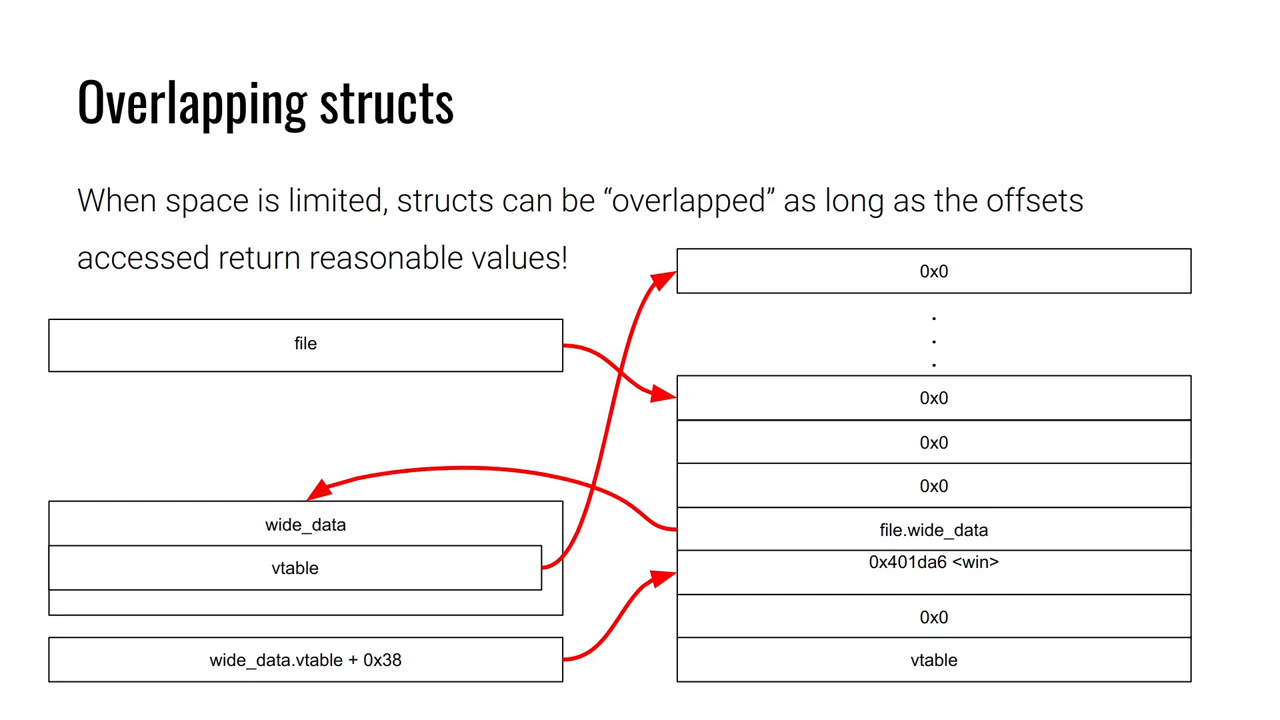 Overlapping structs
When space is limited, structs can be “overlapped” as long as the offsets
accessed return reasonable values!
file
wide_data
vtable
wide_data.vtable + 0x38
0x0
.
.
.
0x0
0x0
0x0
file.wide_data
0x401da6 <win>
0x0
vtable